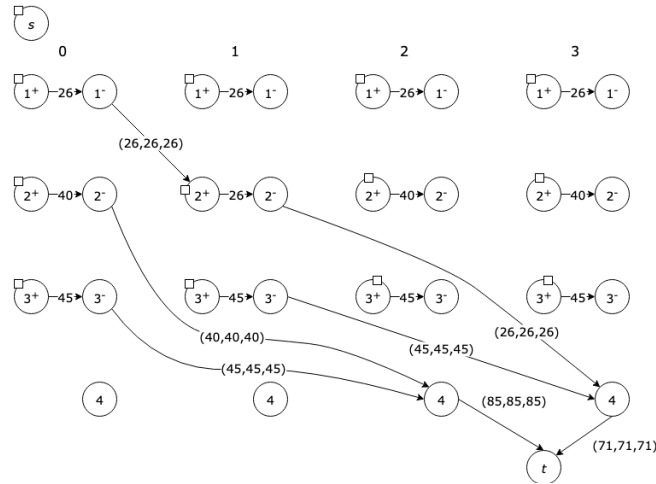 s
0 1 2 3
1+ 26 1- 1+ 26 1- 1+ 26 1- 1+ 26 1-
(26,26,26)
2+ 40 2- 2+ 26 2- 2+ 40 2- 2+ 40 2-
3+ 45 3- 3+ 45 3- 3+ 45 3- 3+ 45 3-
(26,26,26)
(40,40,40)
(45,45,45)
(45,45,45)
4 4 4 (85,85,85) 4
(71,71,71)
t